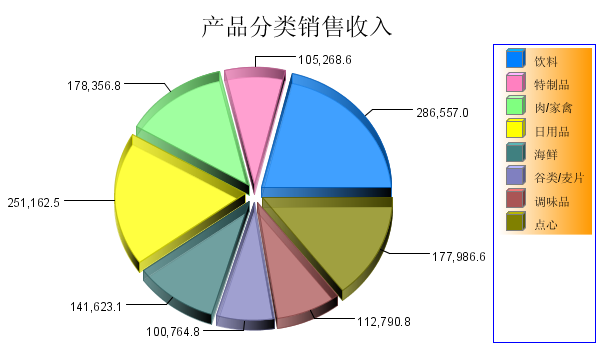 产品分类销售收入
105,268.6
178,356.8
286,557.0
251,162.5
177,986.6
141,623.1
112,790.8
100,764.8
饮料
特制品
肉/家禽
日用品
海鲜
谷类/麦片
调味品
点心